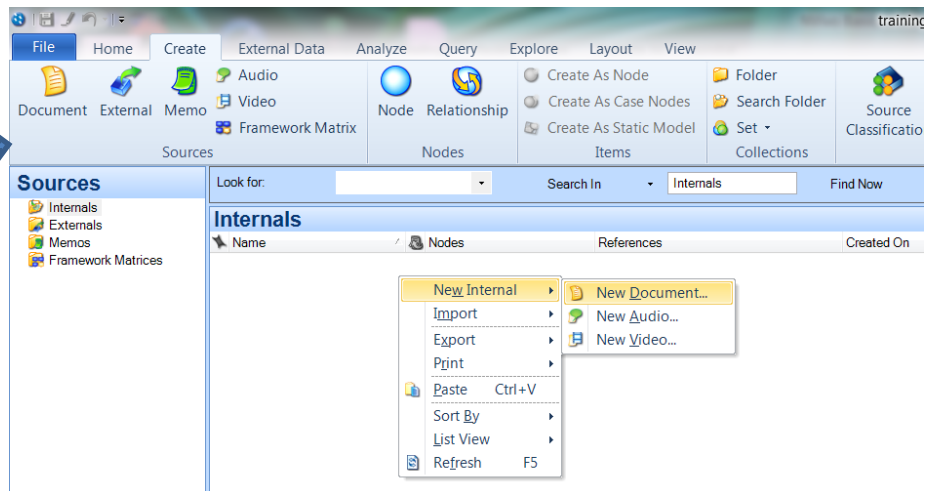 training
File Home Create External Data Analyze Query Explore Layout View
Document External Memo
Audio
Video
Framework Matrix
Sources
Node Relationship
Nodes
Create As Node
Create As Case Nodes
Create As Static Model
Items
Folder
Search Folder
Set
Collections
Source
Classificatio
Sources
Internals
Externals
Memos
Framework Matrices
Look for: Search In Internals Find Now
Internals
Name Nodes References Created On
New Internal
Import
Export
Print
Paste Ctrl+V
Sort By
List View
Refresh F5
New Document...
New Audio...
New Video...